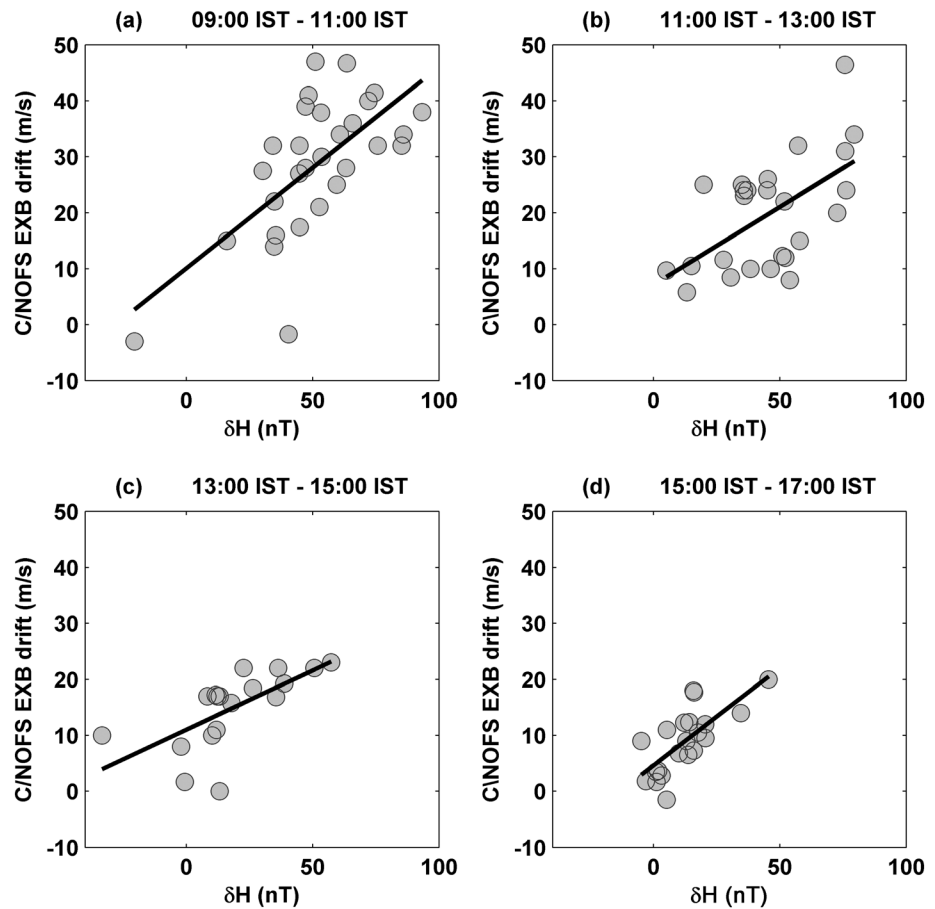 (a) 09:00 IST - 11:00 IST
50
40
30
20
10
0
-10
C/NOFS EXB drift (m/s)
0 50 100
δH (nT)
(b) 11:00 IST - 13:00 IST
50
40
30
20
10
0
-10
C\NOFS EXB drift (m/s)
0 50 100
δH (nT)
(c) 13:00 IST - 15:00 IST
50
40
30
20
10
0
-10
C/NOFS EXB drift (m/s)
0 50 100
δH (nT)
(d) 15:00 IST - 17:00 IST
50
40
30
20
10
0
-10
C\NOFS EXB drift (m/s)
0 50 100
δH (nT)